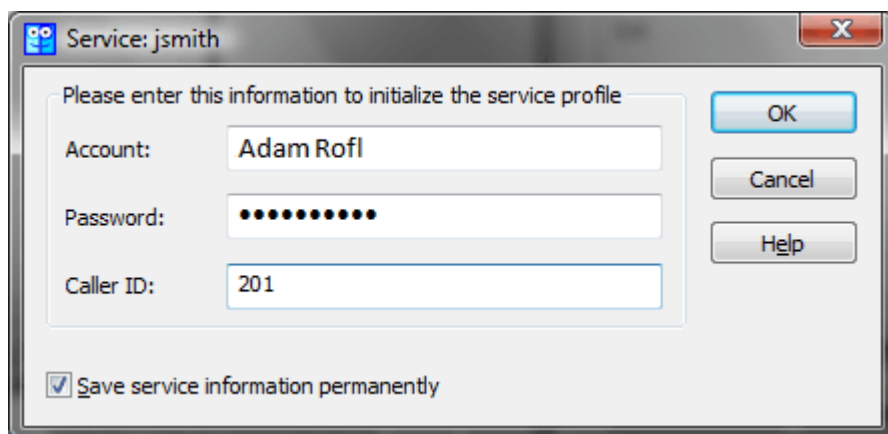 Service: jsmith
Please enter this information to initialize the service profile
Account: Adam Rofl
Password: ●●●●●●●●●●
Caller ID: 201
OK
Cancel
Help
Save service information permanently